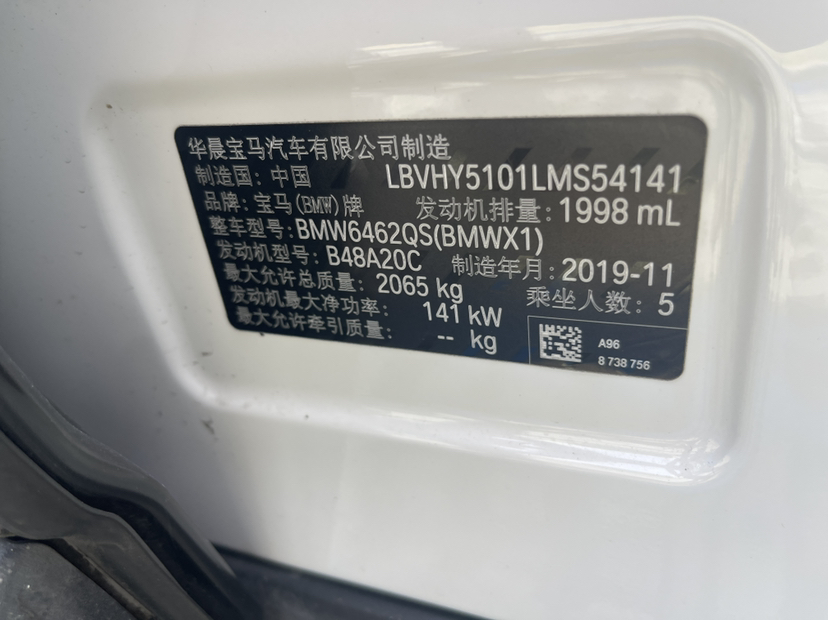 华晨宝马汽车有限公司制造
制造国: 中国 LBVHY5101LMS54141
品牌: 宝马(BMW)牌 发动机排量: 1998 mL
整车型号: BMW6462QS(BMWX1)
发动机型号: B48A20C 制造年月: 2019-11
最大允许总质量: 2065 kg 乘坐人数: 5
发动机最大净功率: 141 kW
最大允许牵引质量: -- kg
A96
8 738 756